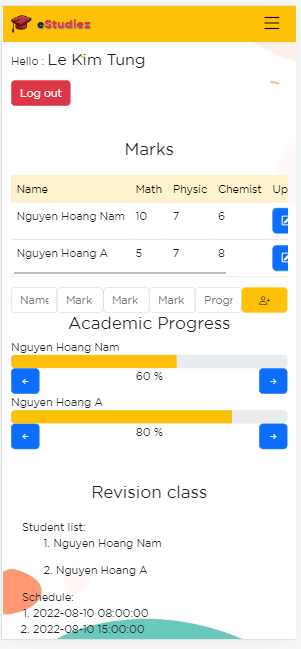 eStudiez
Hello : Le Kim Tung
Log out
Marks
Name Math Physic Chemist Up
Nguyen Hoang Nam 10 7 6
Nguyen Hoang A 5 7 8
Name Mark Mark Mark Progr
Academic Progress
Nguyen Hoang Nam
← 60 % →
Nguyen Hoang A
← 80 % →
Revision class
Student list:
1. Nguyen Hoang Nam
2. Nguyen Hoang A
Schedule:
1. 2022-08-10 08:00:00
2. 2022-08-10 15:00:00